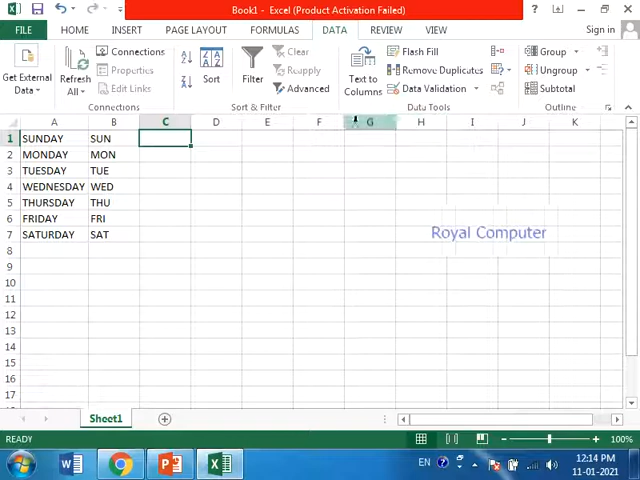 Book1 - Excel (Product Activation Failed)
FILE HOME INSERT PAGE LAYOUT FORMULAS DATA REVIEW VIEW Sign in
Get External Data
Refresh All
Connections
Properties
Edit Links
Connections
Sort
Filter
Clear
Reapply
Advanced
Sort & Filter
Text to Columns
Flash Fill
Remove Duplicates
Data Validation
Data Tools
Group
Ungroup
Subtotal
Outline
A B C D E F G H I J K
1 SUNDAY SUN
2 MONDAY MON
3 TUESDAY TUE
4 WEDNESDAY WED
5 THURSDAY THU
6 FRIDAY FRI
7 SATURDAY SAT
8
9
10
11
12
13
14
15
16
17
Royal Computer
Sheet1
READY 100%
EN 12:14 PM
11-01-2021